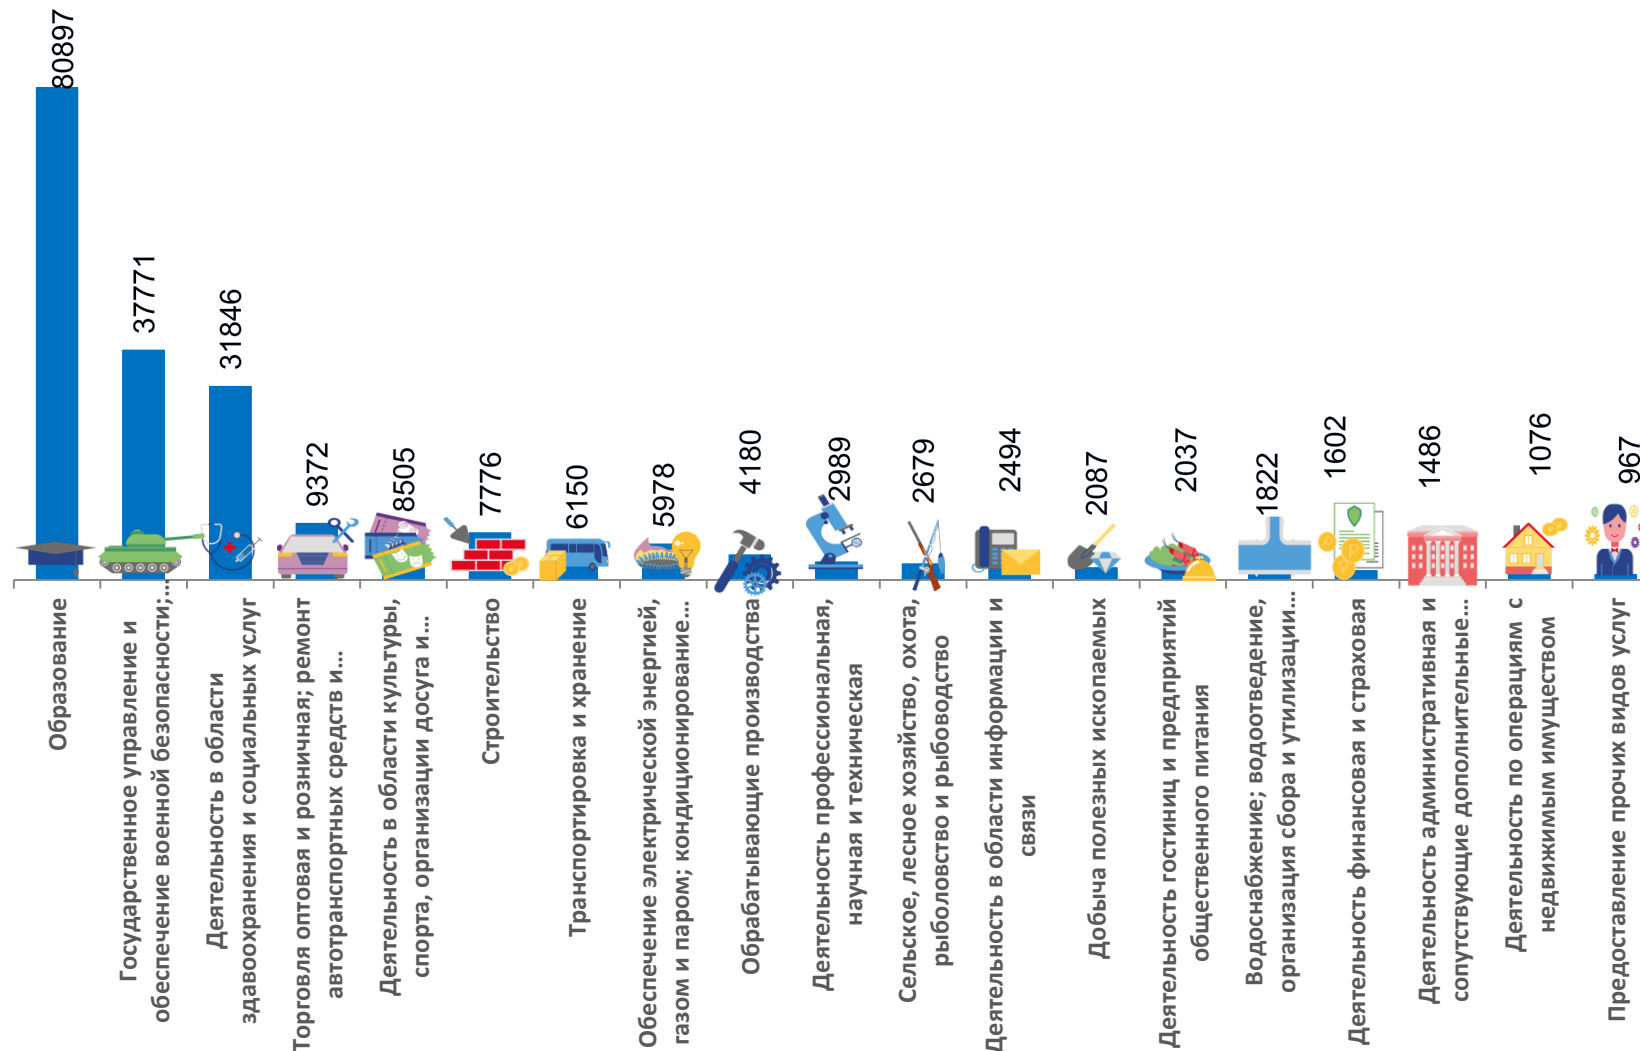 80897
37771
31846
9372
8505
7776
6150
5978
4180
2989
2679
2494
2087
2037
1822
1602
1486
1076
967
Образование
Государственное управление и
обеспечение военной безопасности;...
Деятельность в области
здавоохранения и социальных услуг
Торговля оптовая и розничная; ремонт
автотранспортных средств и...
Деятельность в области культуры,
спорта, организации досуга и...
Строительство
Транспортировка и хранение
Обеспечение электрической энергией,
газом и паром; кондиционирование...
Обрабатывающие производства
Деятельность профессиональная,
научная и техническая
Сельское, лесное хозяйство, охота,
рыболовство и рыбоводство
Деятельность в области информации и
связи
Добыча полезных ископаемых
Деятельность гостиниц и предприятий
общественного питания
Водоснабжение; водоотведение,
организация сбора и утилизации...
Деятельность финансовая и страховая
Деятельность административная и
сопутствующие дополнительные...
Деятельность по операциям с
недвижимым имуществом
Предоставление прочих видов услуг